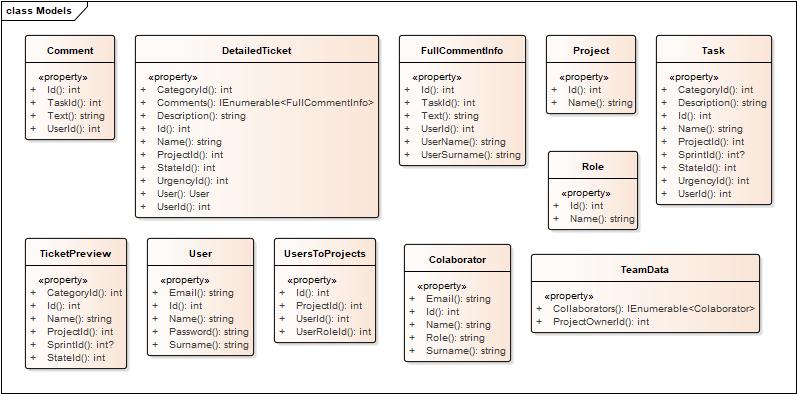 class Models
Comment
«property»
+ Id(): int
+ TaskId(): int
+ Text(): string
+ UserId(): int
DetailedTicket
«property»
+ CategoryId(): int
+ Comments(): IEnumerable<FullCommentInfo>
+ Description(): string
+ Id(): int
+ Name(): string
+ ProjectId(): int
+ StateId(): int
+ UrgencyId(): int
+ User(): User
+ UserId(): int
FullCommentInfo
«property»
+ Id(): int
+ TaskId(): int
+ Text(): string
+ UserId(): int
+ UserName(): string
+ UserSurname(): string
Project
«property»
+ Id(): int
+ Name(): string
Task
«property»
+ CategoryId(): int
+ Description(): string
+ Id(): int
+ Name(): string
+ ProjectId(): int
+ SprintId(): int?
+ StateId(): int
+ UrgencyId(): int
+ UserId(): int
Role
«property»
+ Id(): int
+ Name(): string
TicketPreview
«property»
+ CategoryId(): int
+ Id(): int
+ Name(): string
+ ProjectId(): int
+ SprintId(): int?
+ StateId(): int
User
«property»
+ Email(): string
+ Id(): int
+ Name(): string
+ Password(): string
+ Surname(): string
UsersToProjects
«property»
+ Id(): int
+ ProjectId(): int
+ UserId(): int
+ UserRoleId(): int
Colaborator
«property»
+ Email(): string
+ Id(): int
+ Name(): string
+ Role(): string
+ Surname(): string
TeamData
«property»
+ Collaborators(): IEnumerable<Colaborator>
+ ProjectOwnerId(): int